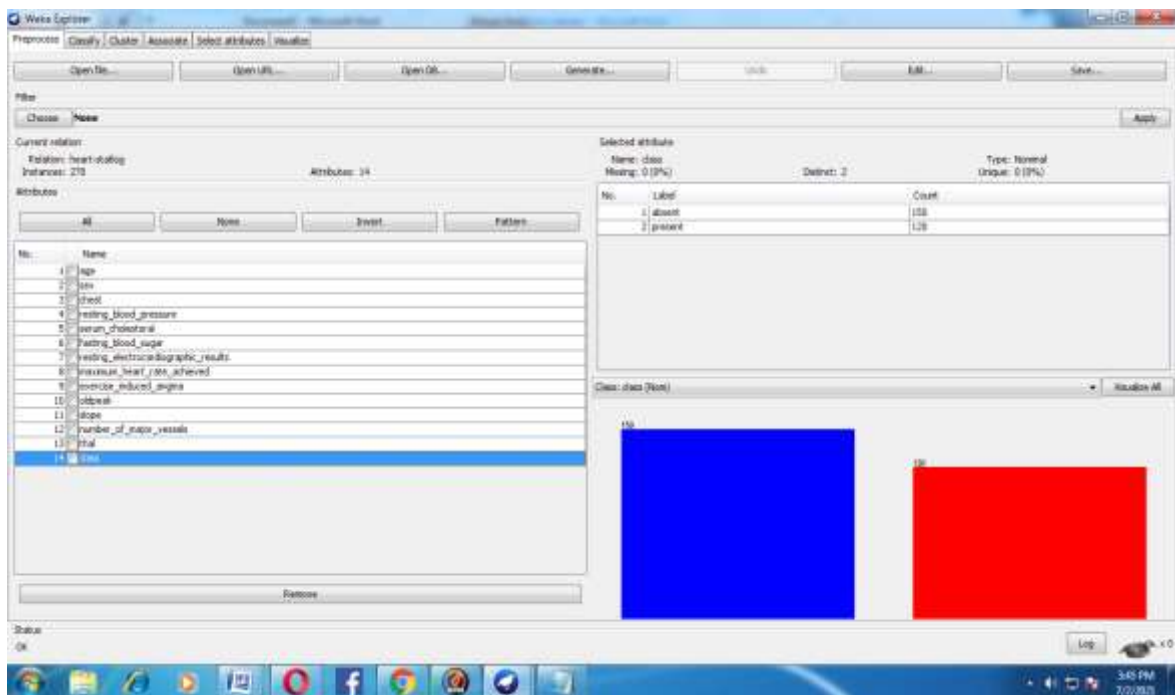 Weka Explorer
Preprocess Classify Cluster Associate Select attributes Visualize
Open file... Open URL... Open DB... Generate... Undo Edit... Save...
Filter
Choose None Apply
Current relation
Relation: heart-statlog
Instances: 270 Attributes: 14
Attributes
All None Invert Pattern
No. Name
1 age
2 sex
3 chest
4 resting_blood_pressure
5 serum_cholestoral
6 fasting_blood_sugar
7 resting_electrocardiographic_results
8 maximum_heart_rate_achieved
9 exercise_induced_angina
10 oldpeak
11 slope
12 number_of_major_vessels
13 thal
14 class
Remove
Selected attribute
Name: class Type: Nominal
Missing: 0 (0%) Distinct: 2 Unique: 0 (0%)
No. Label Count
1 absent 150
2 present 120
Class: class (Nom) Visualize All
150
120
Status
OK
Log x 0
3:45 PM